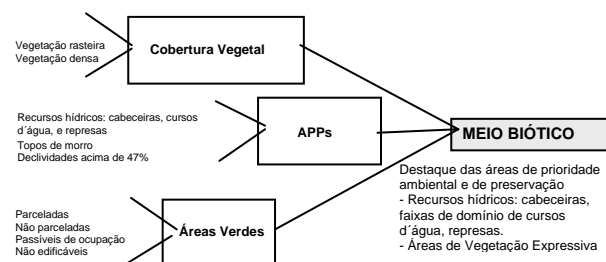 Vegetação rasteira
Vegetação densa
Cobertura Vegetal
Recursos hídricos: cabeceiras, cursos
d´água, e represas
Topos de morro
Declividades acima de 47%
APPs
Parceladas
Não parceladas
Passíveis de ocupação
Não edificáveis
Áreas Verdes
MEIO BIÓTICO
Destaque das áreas de prioridade
ambiental e de preservação
- Recursos hídricos: cabeceiras,
faixas de domínio de cursos
d´água, represas.
- Áreas de Vegetação Expressiva